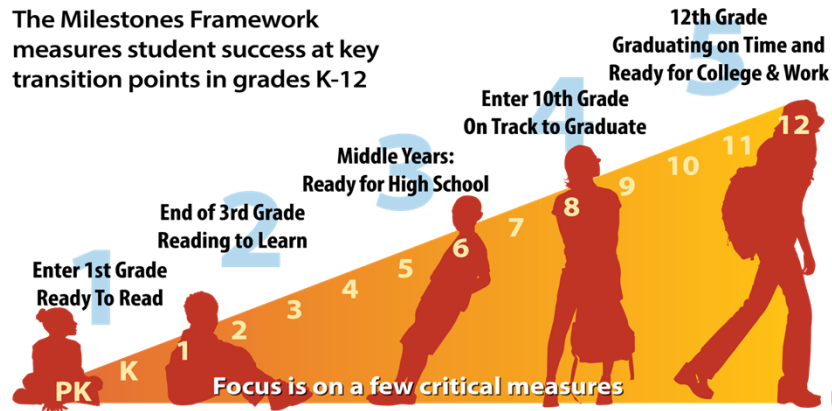 The Milestones Framework
measures student success at key
transition points in grades K-12
1
Enter 1st Grade
Ready To Read
2
End of 3rd Grade
Reading to Learn
3
Middle Years:
Ready for High School
4
Enter 10th Grade
On Track to Graduate
5
12th Grade
Graduating on Time and
Ready for College & Work
PK
K
1
2
3
4
5
6
7
8
9
10
11
12
Focus is on a few critical measures